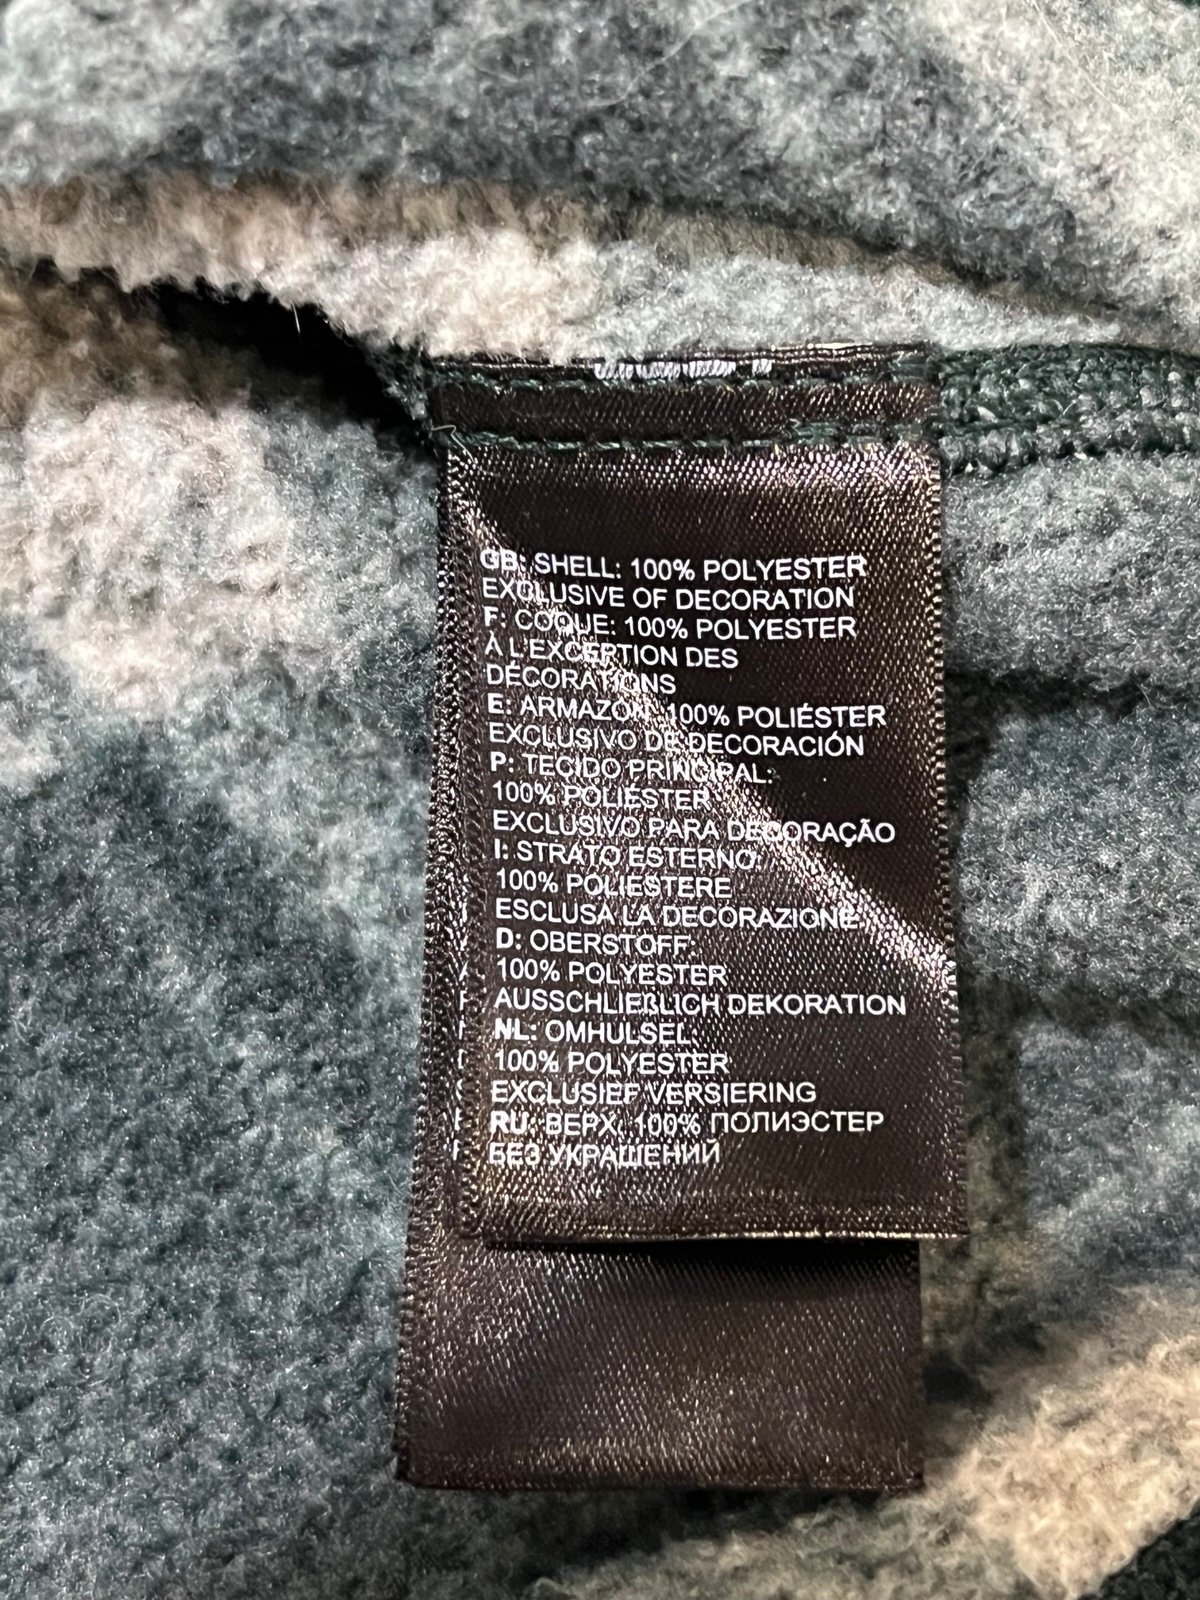 GB: SHELL: 100% POLYESTER
EXCLUSIVE OF DECORATION
F: COQUE: 100% POLYESTER
À L'EXCEPTION DES
DÉCORATIONS
E: ARMAZÓN: 100% POLIÉSTER
EXCLUSIVO DE DECORACIÓN
P: TECIDO PRINCIPAL:
100% POLIÉSTER
EXCLUSIVO PARA DECORAÇÃO
I: STRATO ESTERNO:
100% POLIESTERE
ESCLUSA LA DECORAZIONE
D: OBERSTOFF:
100% POLYESTER
AUSSCHLIEßLICH DEKORATION
NL: OMHULSEL:
100% POLYESTER
EXCLUSIEF VERSIERING
RU: ВЕРХ: 100% ПОЛИЭСТЕР
БЕЗ УКРАШЕНИЙ